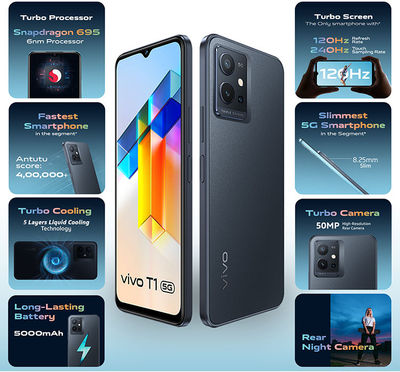 Turbo Processor
Snapdragon 695
6nm Processor
Fastest
Smartphone
in the segment*
Antutu
score:
4,00,000+
Turbo Cooling
5 Layers Liquid Cooling
Technology
Long-Lasting
Battery
5000mAh
vivo T1 5G
vivo
Turbo Screen
The Only smartphone with*
120Hz Refresh
Rate
240Hz Touch
Sampling Rate
120Hz
Slimmest
5G Smartphone
in the segment*
8.25mm
Slim
Turbo Camera
50MP High-Resolution
Rear Camera
Rear
Night Camera